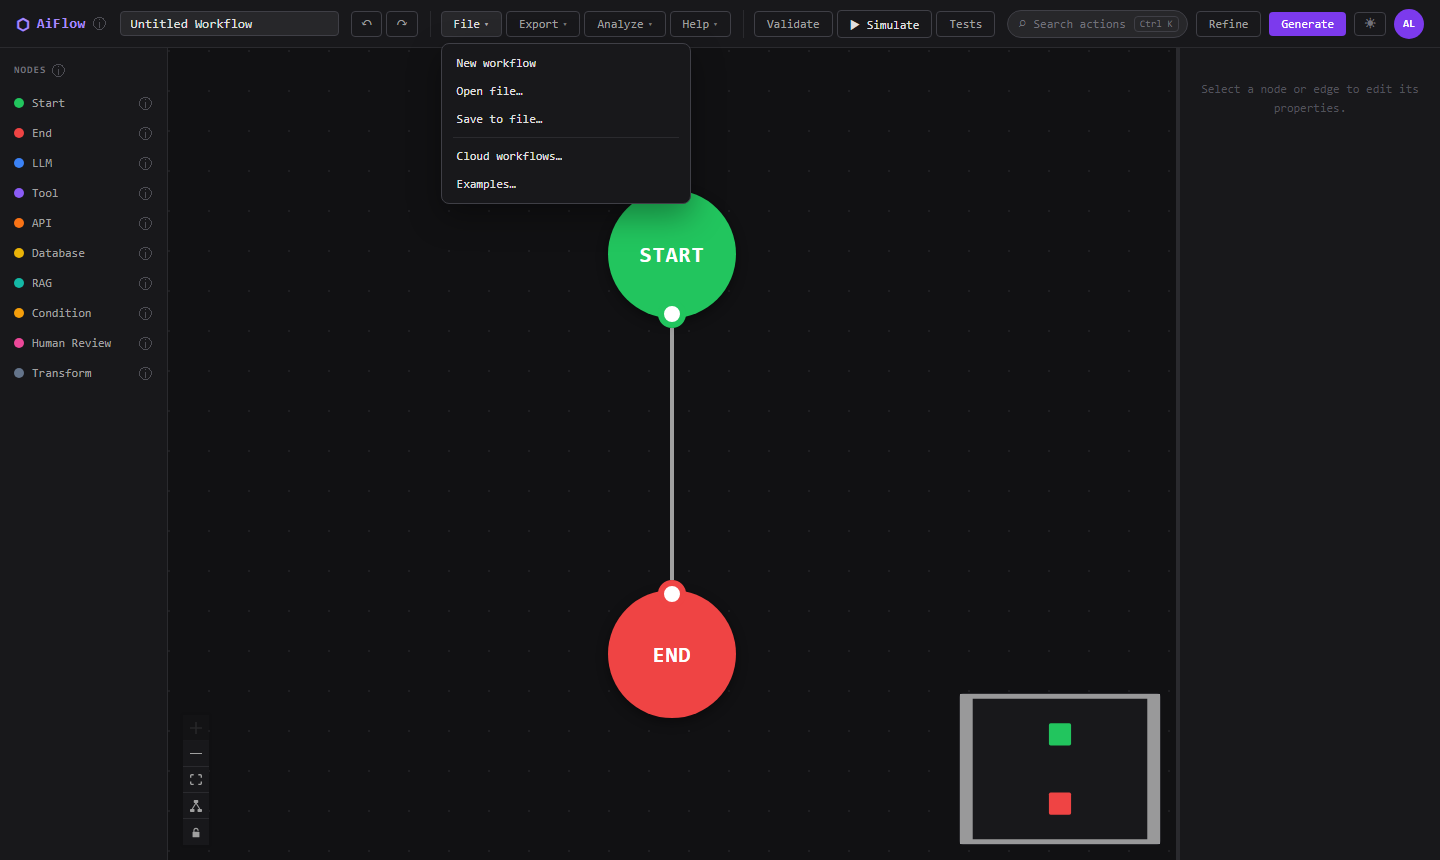 AiFlow
Untitled Workflow
File
Export
Analyze
Help
Validate
Simulate
Tests
Search actions
Ctrl K
Refine
Generate
AL
NODES
Start
End
LLM
Tool
API
Database
RAG
Condition
Human Review
Transform
New workflow
Open file…
Save to file…
Cloud workflows…
Examples…
START
END
Select a node or edge to edit its
properties.